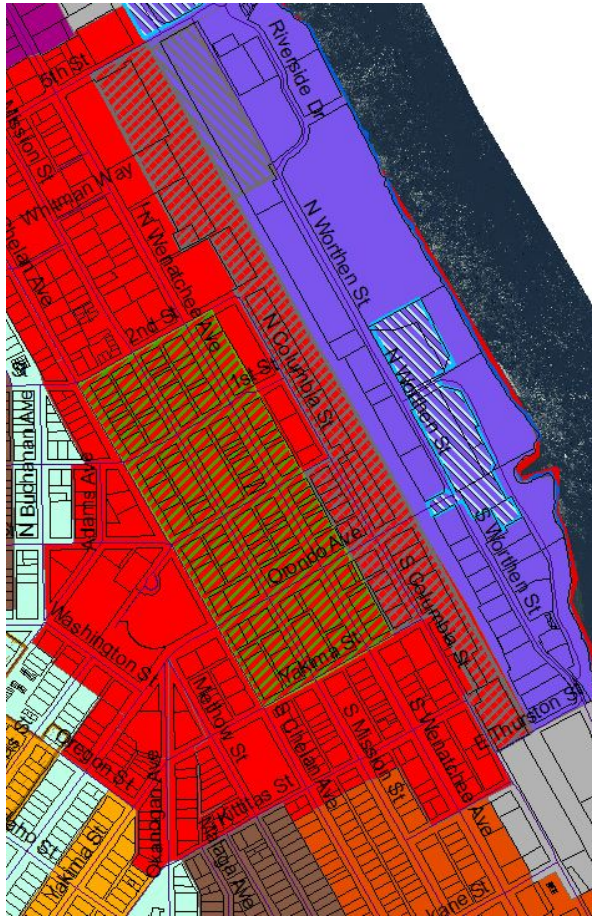 5th St
Riverside Dr
Mission St
Whitman Way
N Wenatchee Ave
N Worthen St
2nd St
N Columbia St
1st St
N Worthen St
N Buchanan Ave
Adams Ave
Orondo Ave
S Worthen St
S Columbia St
Washington St
Yakima St
Methow St
S Chelan Ave
S Mission St
S Wenatchee Ave
Thurston St
Oregon St
Okanogan Ave
Kittitas St
Yakima St